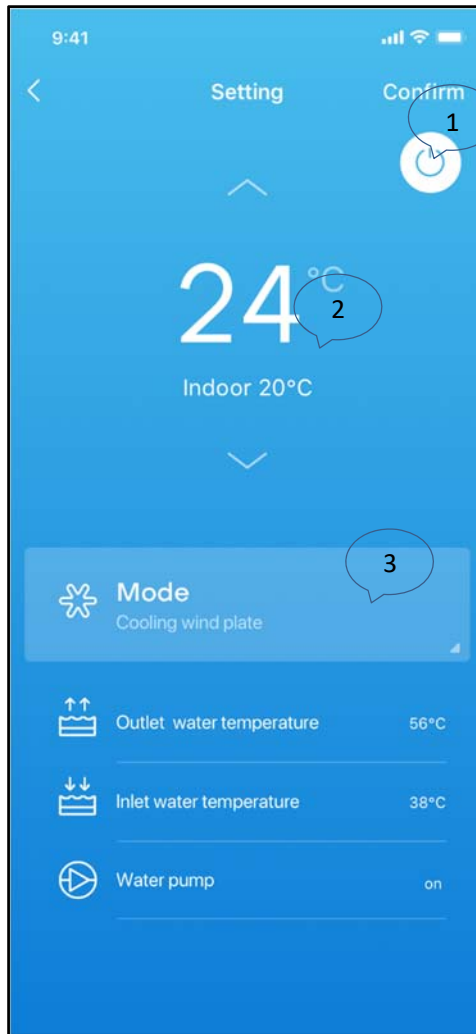 9:41
Setting
Confirm
1
24 °C
2
Indoor 20°C
3
Mode
Cooling wind plate
Outlet water temperature 56°C
Inlet water temperature 38°C
Water pump on